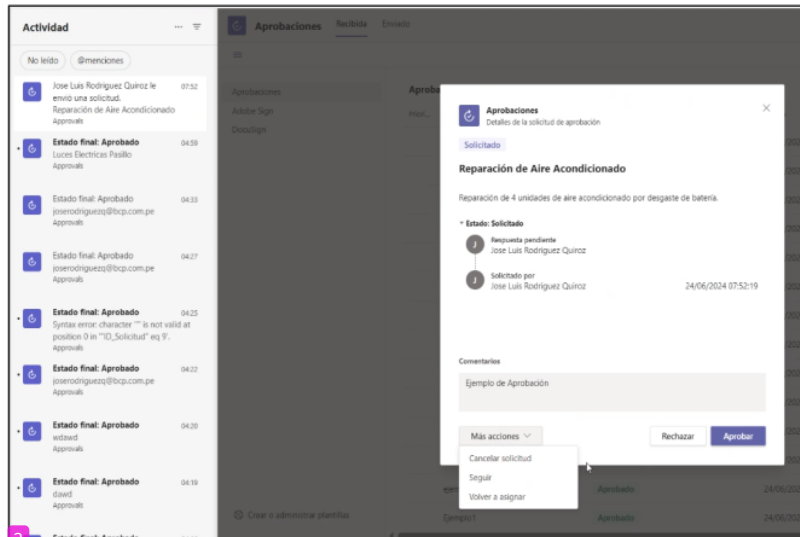 Actividad
No leído
@menciones
Jose Luis Rodriguez Quiroz le
envió una solicitud.
07:52
Reparación de Aire Acondicionado
Approvals
Estado final: Aprobado
04:59
Luces Electricas Pasillo
Approvals
Estado final: Aprobado
04:33
joserodriguezq@bcp.com.pe
Approvals
Estado final: Aprobado
04:27
joserodriguezq@bcp.com.pe
Approvals
Estado final: Aprobado
04:25
Syntax error: character '"' is not valid at
position 0 in '"ID_Solicitud" eq 9'.
Approvals
Estado final: Aprobado
04:22
joserodriguezq@bcp.com.pe
Approvals
Estado final: Aprobado
04:20
wdawd
Approvals
Estado final: Aprobado
04:19
dawd
Approvals
Estado final: Aprobado
Aprobaciones
Recibida
Enviado
Aprobaciones
Adobe Sign
DocuSign
Crear o administrar plantillas
Aprobaciones
Detalles de la solicitud de aprobación
Solicitado
Reparación de Aire Acondicionado
Reparación de 4 unidades de aire acondicionado por desgaste de batería.
Estado: Solicitado
J
Respuesta pendiente
Jose Luis Rodriguez Quiroz
J
Solicitado por
Jose Luis Rodriguez Quiroz
24/06/2024 07:52:19
Comentarios
Ejemplo de Aprobación
Más acciones
Rechazar
Aprobar
Cancelar solicitud
Seguir
Volver a asignar
Aprobado
Ejemplo1
Aprobado